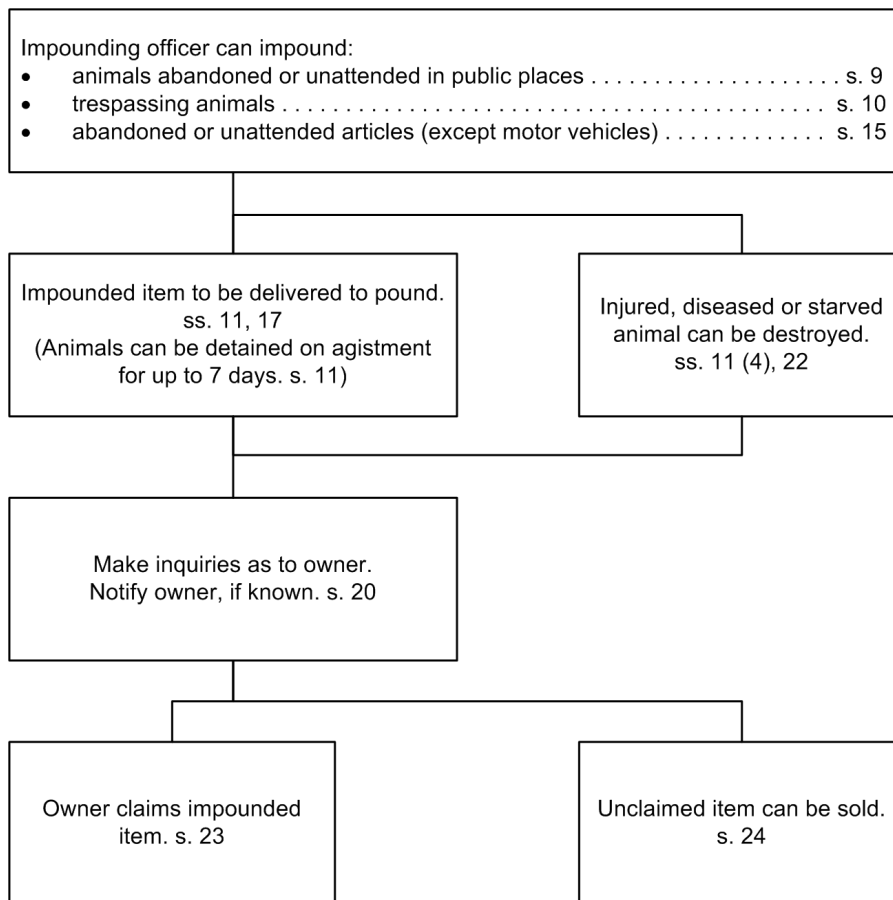 Impounding officer can impound:
• animals abandoned or unattended in public places . . . . . . . . . . . . . . . . . . . . . . s. 9
• trespassing animals . . . . . . . . . . . . . . . . . . . . . . . . . . . . . . . . . . . . . . . . . . . s. 10
• abandoned or unattended articles (except motor vehicles) . . . . . . . . . . . . . s. 15
Impounded item to be delivered to pound.
ss. 11, 17
(Animals can be detained on agistment
for up to 7 days. s. 11)
Injured, diseased or starved
animal can be destroyed.
ss. 11 (4), 22
Make inquiries as to owner.
Notify owner, if known. s. 20
Owner claims impounded
item. s. 23
Unclaimed item can be sold.
s. 24